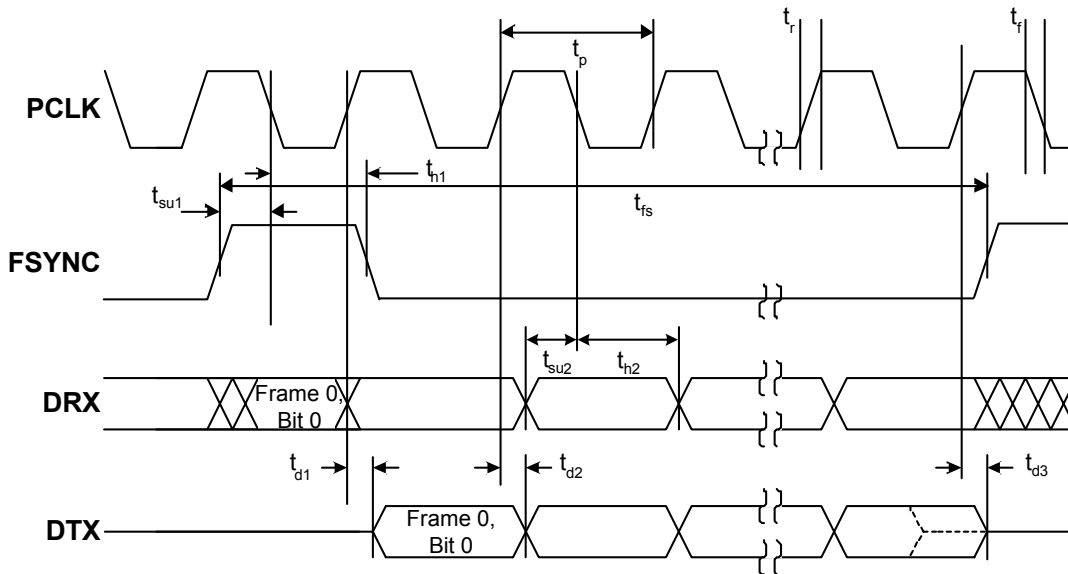 t_r
t_f
t_p
PCLK
t_h1
t_su1
t_fs
FSYNC
t_su2
t_h2
DRX
Frame 0,
Bit 0
t_d1
t_d2
t_d3
DTX
Frame 0,
Bit 0